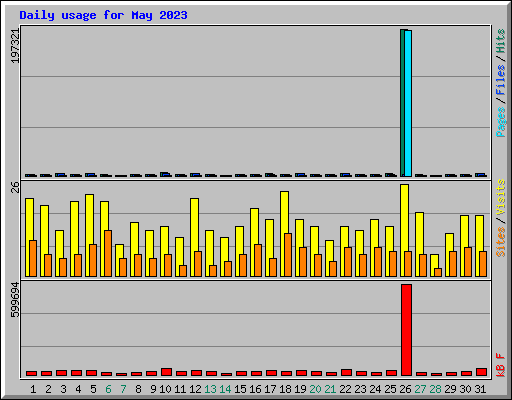 Daily usage for May 2023
197321
Pages/Files/Hits
26
Sites/Visits
599694
kB F
1 2 3 4 5 6 7 8 9 10 11 12 13 14 15 16 17 18 19 20 21 22 23 24 25 26 27 28 29 30 31